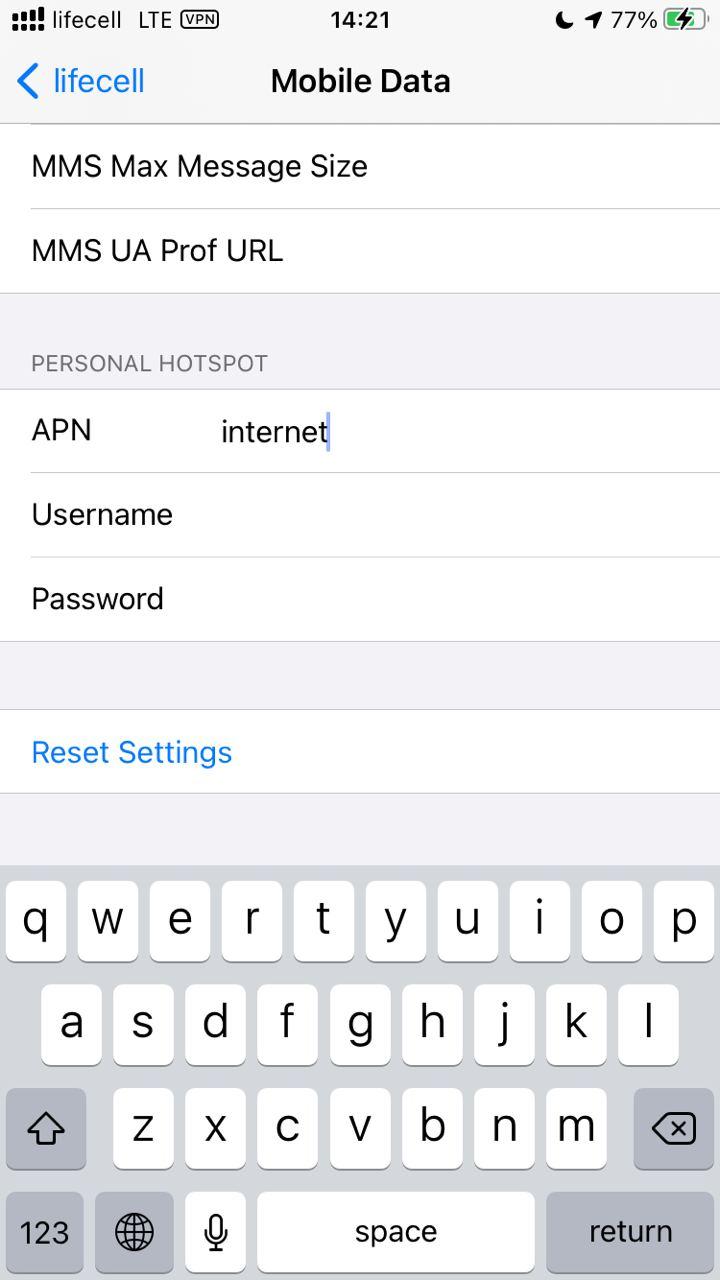 lifecell LTE VPN 14:21 77%
lifecell Mobile Data
MMS Max Message Size
MMS UA Prof URL
PERSONAL HOTSPOT
APN internet
Username
Password
Reset Settings
q w e r t y u i o p
a s d f g h j k l
z x c v b n m
123 space return